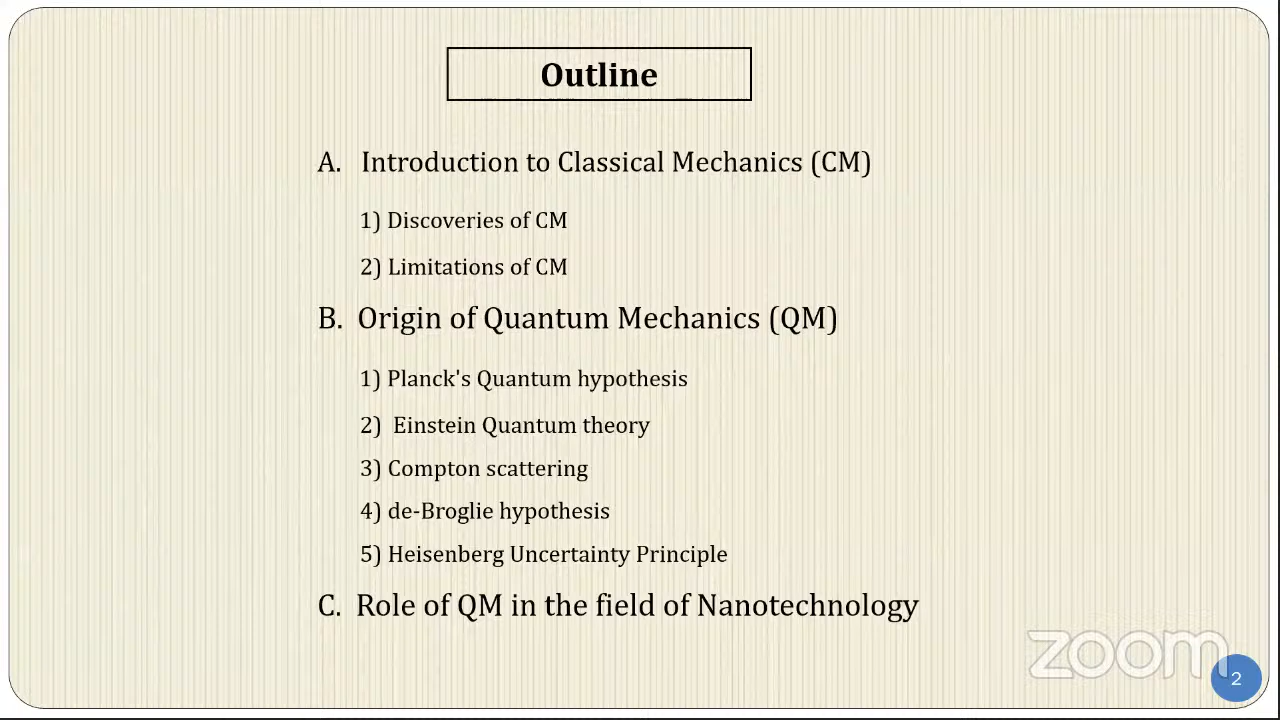 Outline
A. Introduction to Classical Mechanics (CM)
1) Discoveries of CM
2) Limitations of CM
B. Origin of Quantum Mechanics (QM)
1) Planck's Quantum hypothesis
2) Einstein Quantum theory
3) Compton scattering
4) de-Broglie hypothesis
5) Heisenberg Uncertainty Principle
C. Role of QM in the field of Nanotechnology
zoom
2